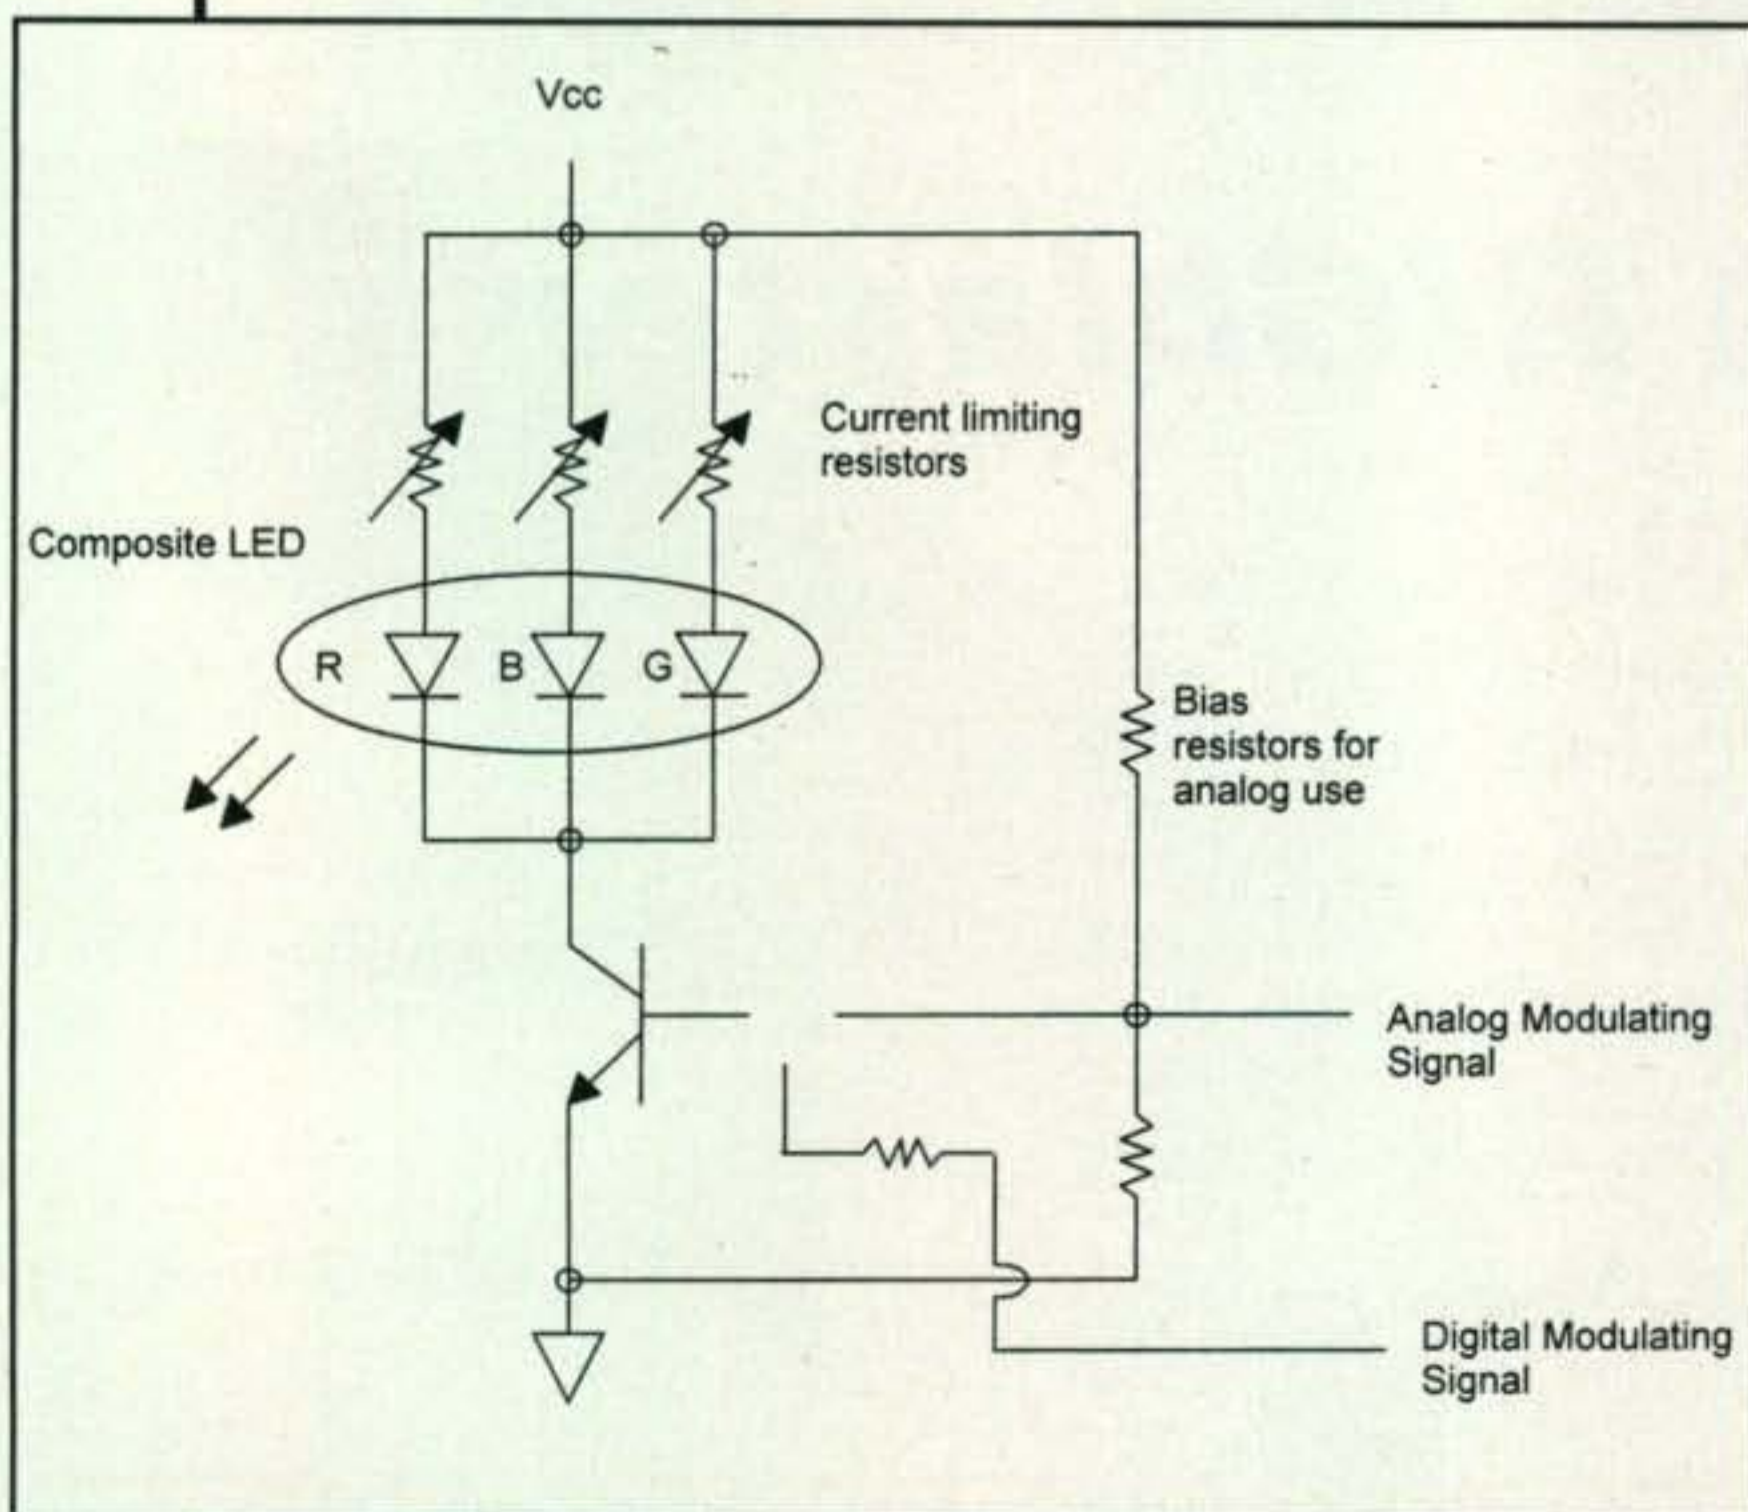 Vcc
Current limiting
resistors
Composite LED
R B G
Bias
resistors for
analog use
Analog Modulating
Signal
Digital Modulating
Signal